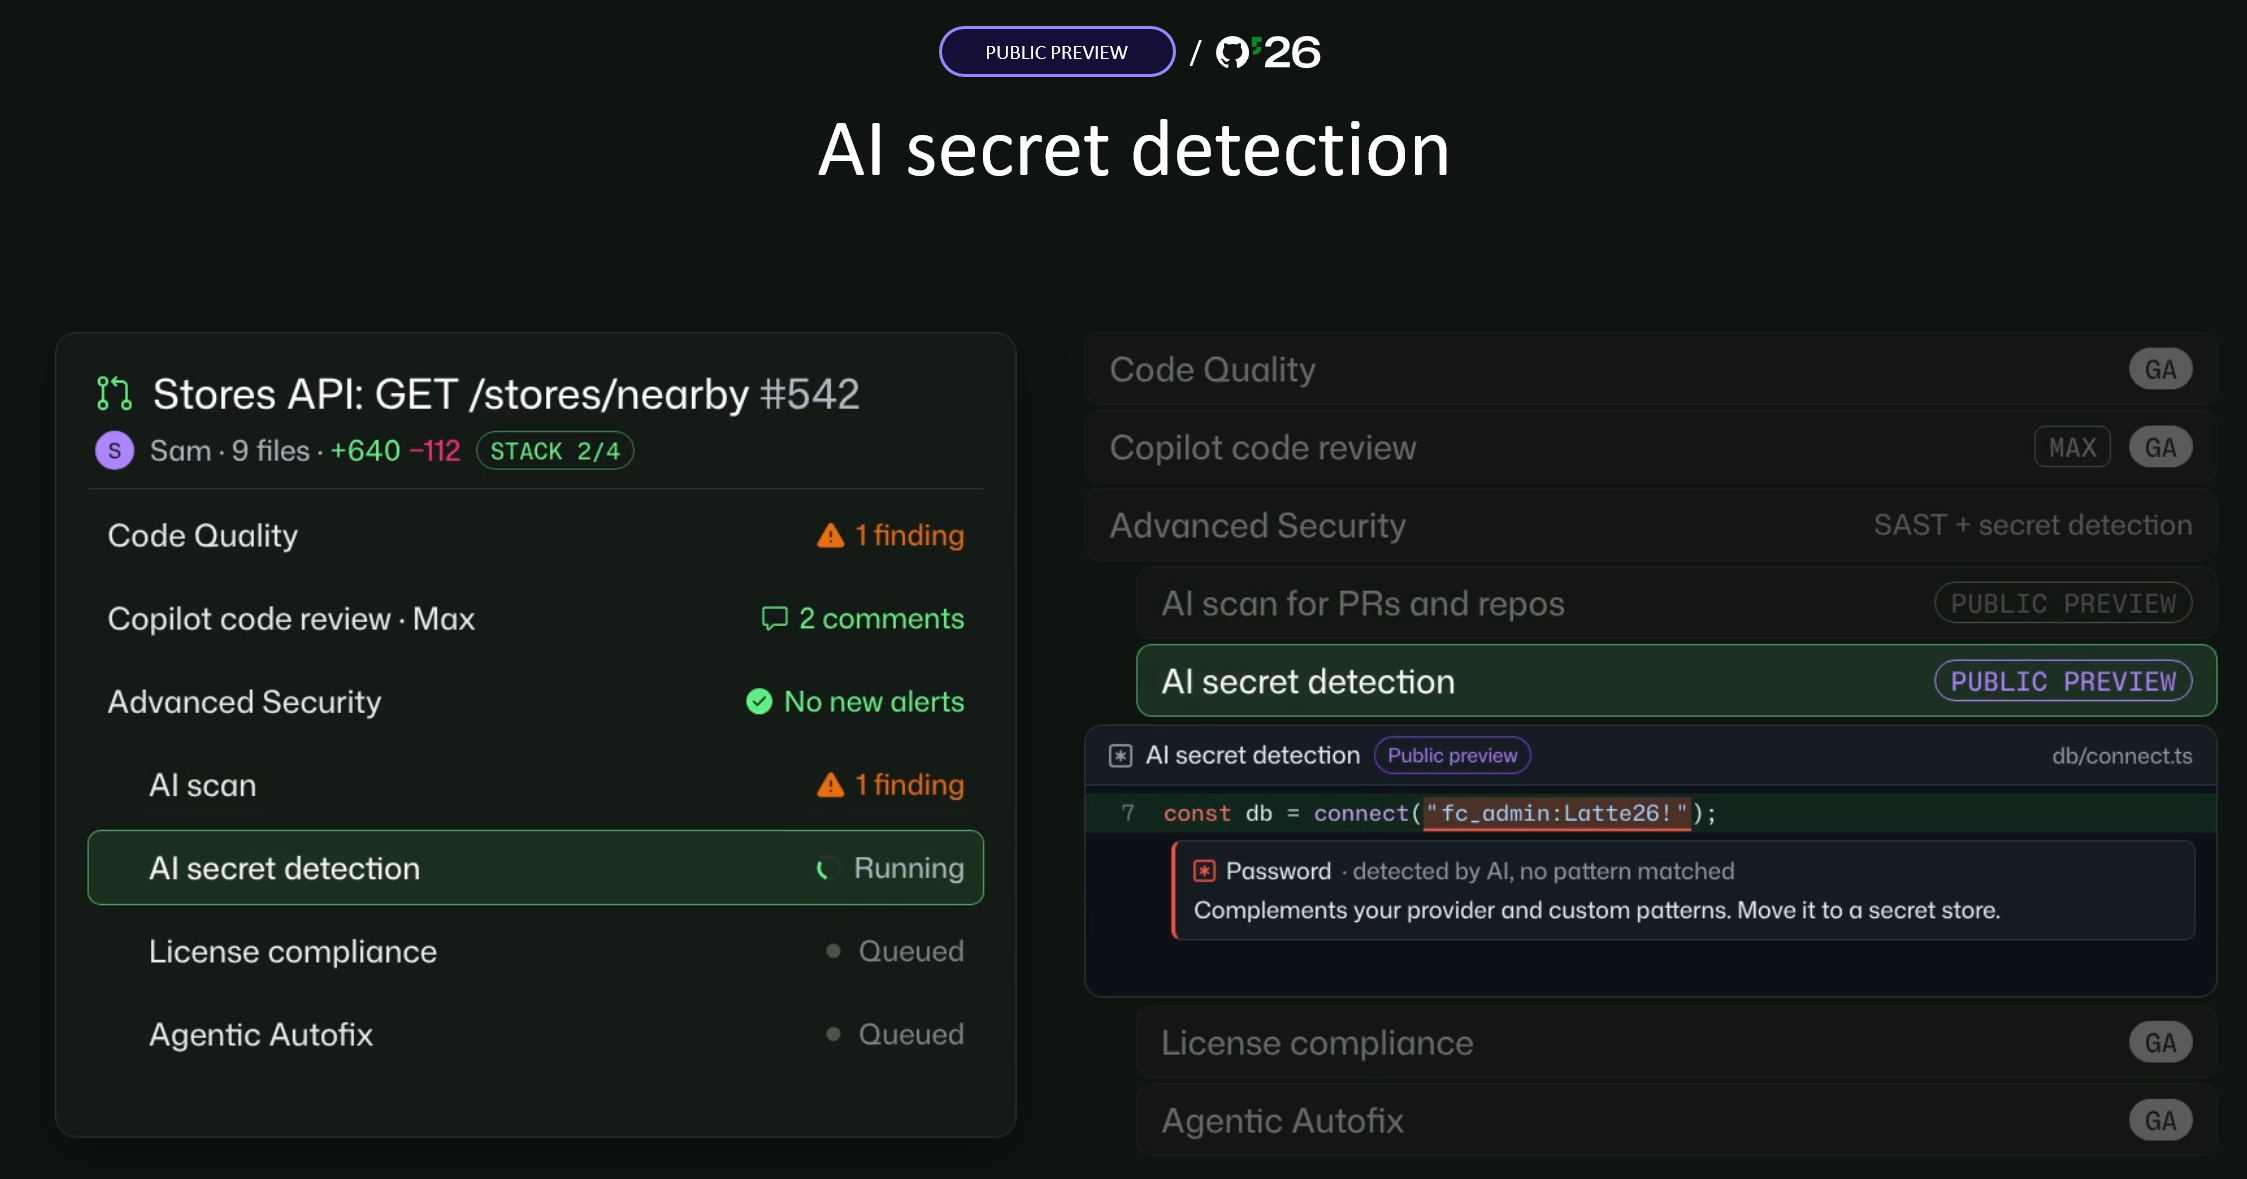 PUBLIC PREVIEW / '26
AI secret detection
Stores API: GET /stores/nearby #542
S Sam · 9 files · +640 −112 STACK 2/4
Code Quality 1 finding
Copilot code review · Max 2 comments
Advanced Security No new alerts
AI scan 1 finding
AI secret detection Running
License compliance Queued
Agentic Autofix Queued
Code Quality GA
Copilot code review MAX GA
Advanced Security SAST + secret detection
AI scan for PRs and repos PUBLIC PREVIEW
AI secret detection PUBLIC PREVIEW
AI secret detection Public preview db/connect.ts
7 const db = connect("fc_admin:Latte26!");
Password · detected by AI, no pattern matched
Complements your provider and custom patterns. Move it to a secret store.
License compliance GA
Agentic Autofix GA